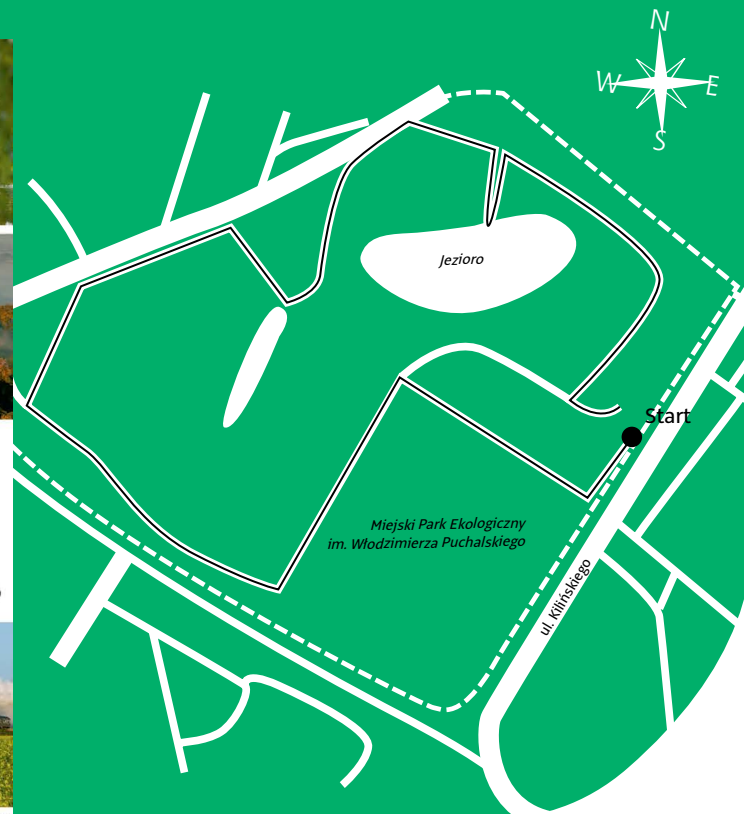 N
W
E
S
Jezioro
Start
Miejski Park Ekologiczny
im. Włodzimierza Puchalskiego
ul. Kilińskiego